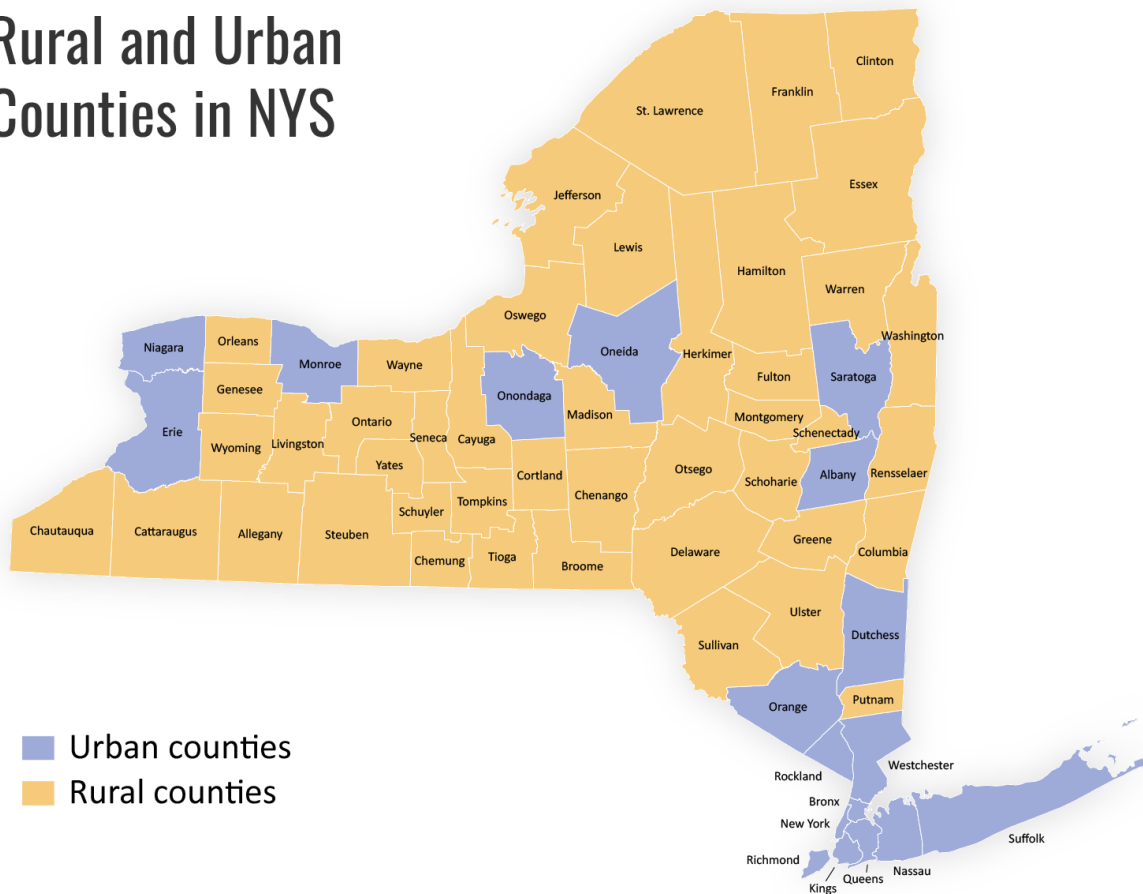 Rural and Urban
Counties in NYS
Clinton
Franklin
St. Lawrence
Essex
Jefferson
Lewis
Hamilton
Warren
Oswego
Washington
Niagara
Orleans
Monroe
Wayne
Oneida
Herkimer
Fulton
Saratoga
Genesee
Onondaga
Madison
Montgomery
Ontario
Schenectady
Erie
Wyoming
Livingston
Seneca
Cayuga
Yates
Otsego
Schoharie
Albany
Rensselaer
Cortland
Chenango
Tompkins
Schuyler
Chautauqua
Cattaraugus
Allegany
Steuben
Greene
Columbia
Delaware
Chemung
Tioga
Broome
Ulster
Dutchess
Sullivan
Putnam
Orange
Urban counties
Rural counties
Westchester
Rockland
Bronx
New York
Suffolk
Richmond
Nassau
Queens
Kings